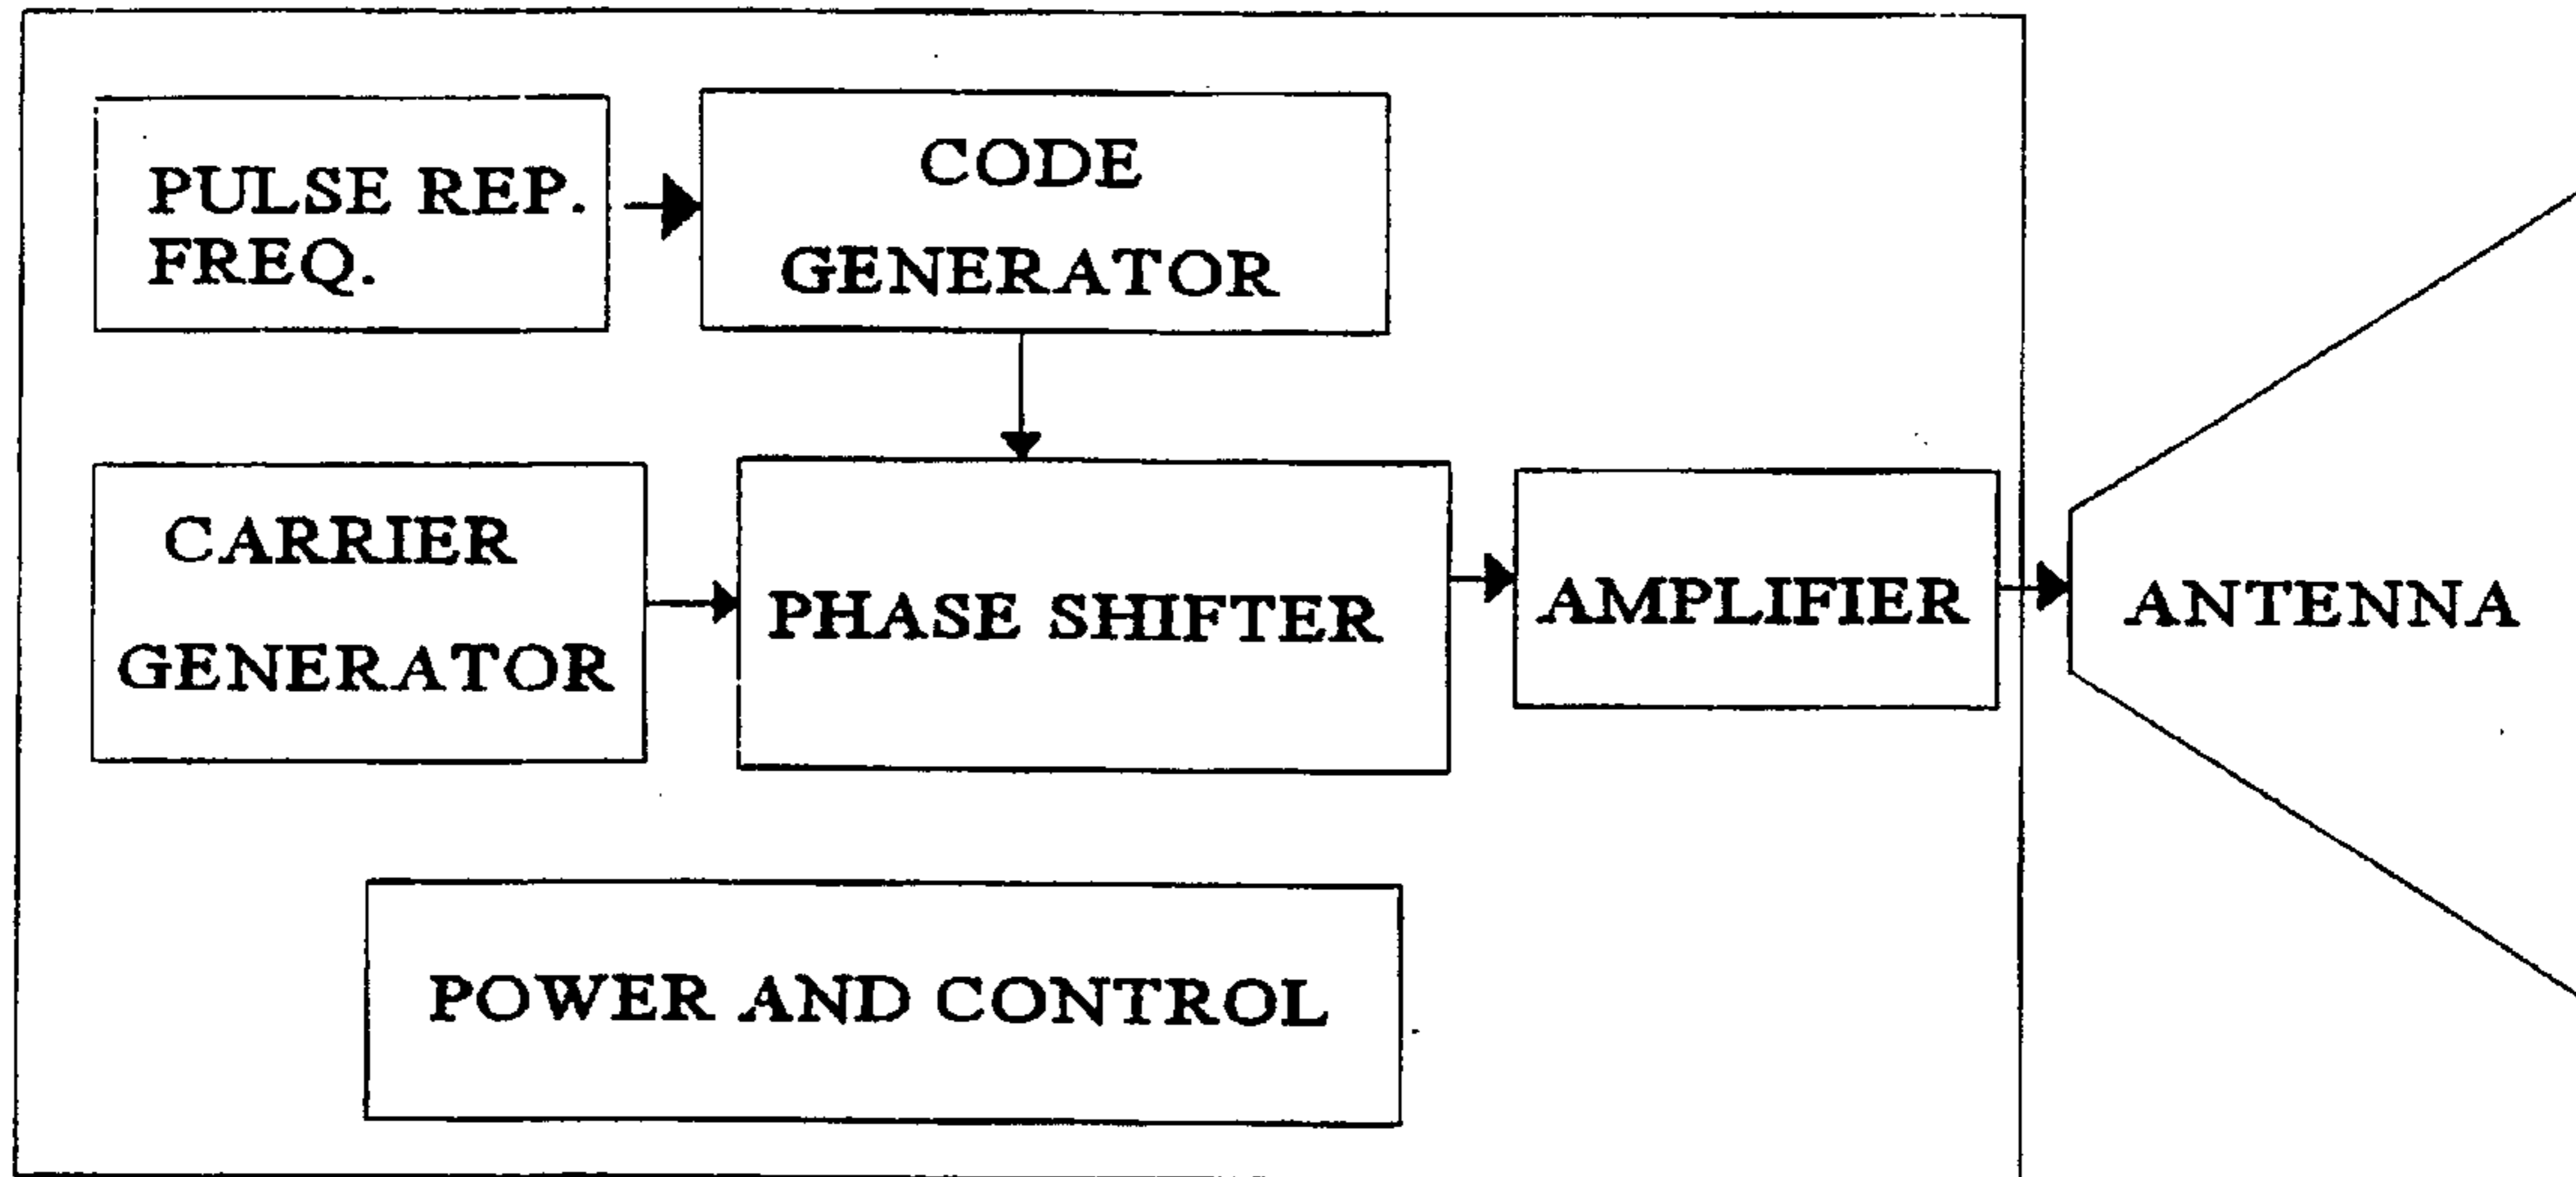 PULSE REP.
FREQ.
CODE
GENERATOR
CARRIER
GENERATOR
PHASE SHIFTER
AMPLIFIER
ANTENNA
POWER AND CONTROL